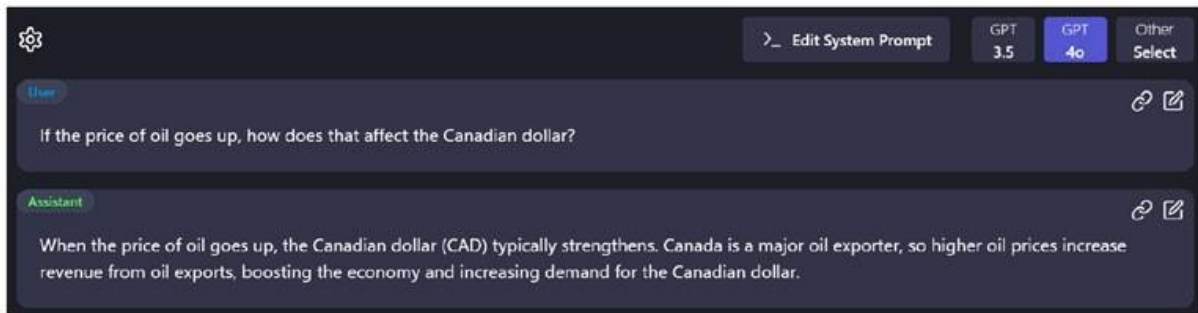 >_ Edit System Prompt
GPT
3.5
GPT
4o
Other
Select
User
If the price of oil goes up, how does that affect the Canadian dollar?
Assistant
When the price of oil goes up, the Canadian dollar (CAD) typically strengthens. Canada is a major oil exporter, so higher oil prices increase
revenue from oil exports, boosting the economy and increasing demand for the Canadian dollar.